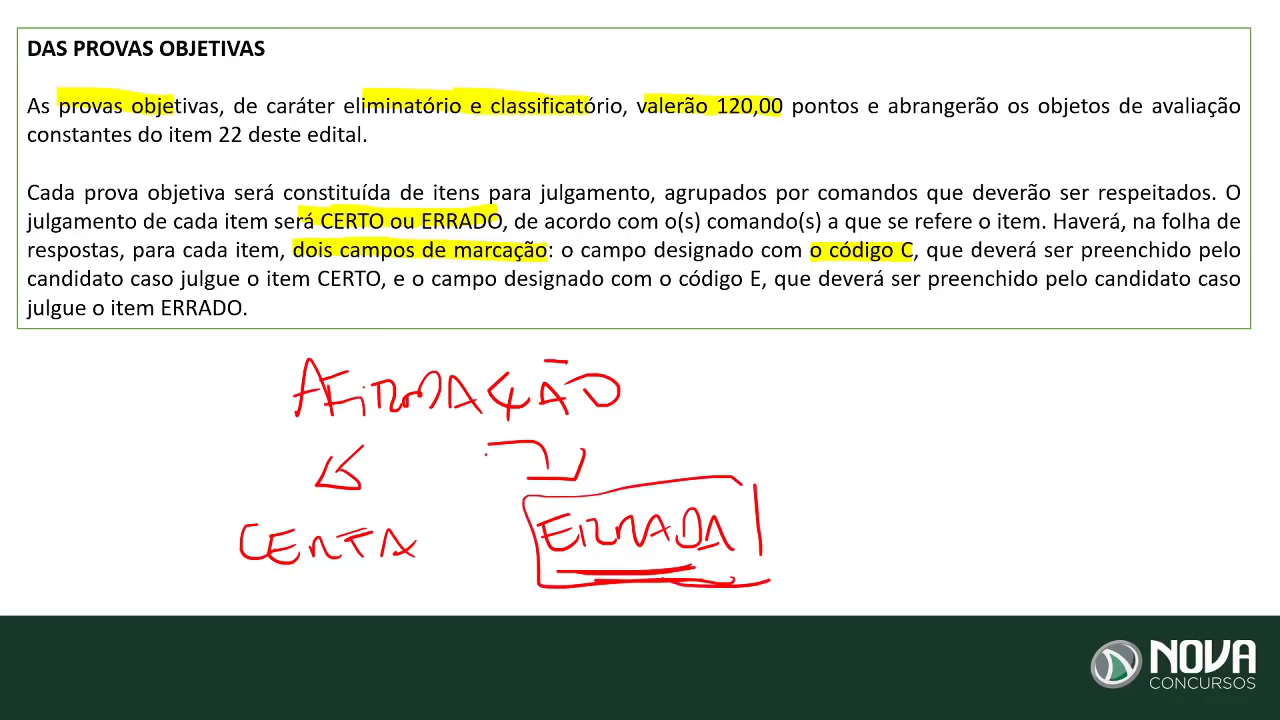 DAS PROVAS OBJETIVAS
As provas objetivas, de caráter eliminatório e classificatório, valerão 120,00 pontos e abrangerão os objetos de avaliação
constantes do item 22 deste edital.
Cada prova objetiva será constituída de itens para julgamento, agrupados por comandos que deverão ser respeitados. O
julgamento de cada item será CERTO ou ERRADO, de acordo com o(s) comando(s) a que se refere o item. Haverá, na folha de
respostas, para cada item, dois campos de marcação: o campo designado com o código C, que deverá ser preenchido pelo
candidato caso julgue o item CERTO, e o campo designado com o código E, que deverá ser preenchido pelo candidato caso
julgue o item ERRADO.
AFIRMAÇÃO
CERTA
ERRADA
NOVA
CONCURSOS